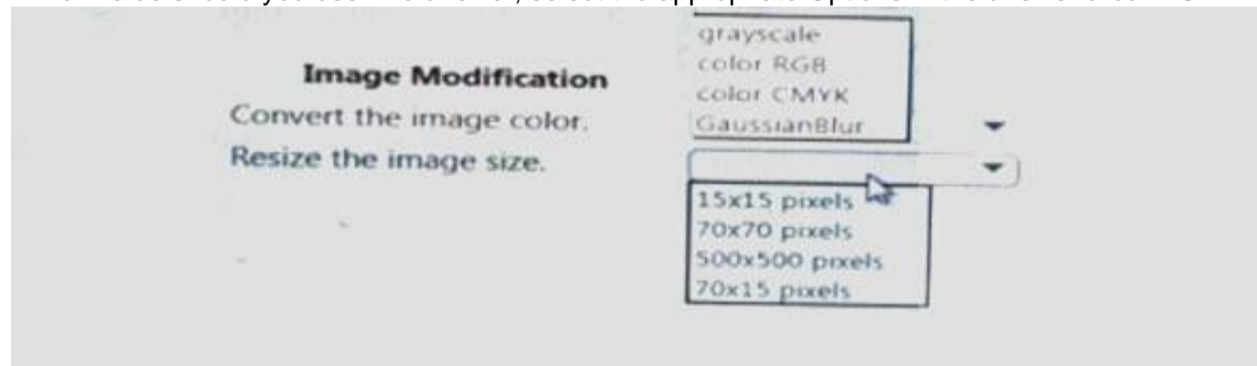 grayscale
color RGB
Image Modification
color CMYK
Convert the image color.
GaussianBlur
Resize the image size.
15x15 pixels
70x70 pixels
500x500 pixels
70x15 pixels